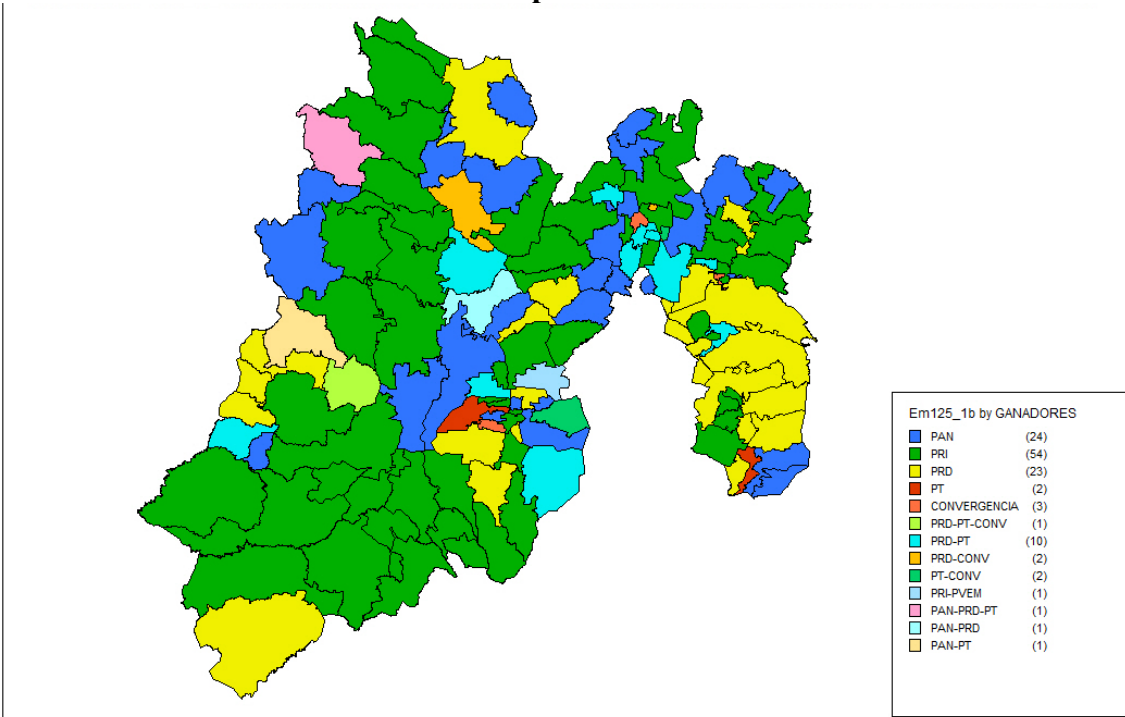 Em125_1b by GANADORES
PAN (24)
PRI (54)
PRD (23)
PT (2)
CONVERGENCIA (3)
PRD-PT-CONV (1)
PRD-PT (10)
PRD-CONV (2)
PT-CONV (2)
PRI-PVEM (1)
PAN-PRD-PT (1)
PAN-PRD (1)
PAN-PT (1)